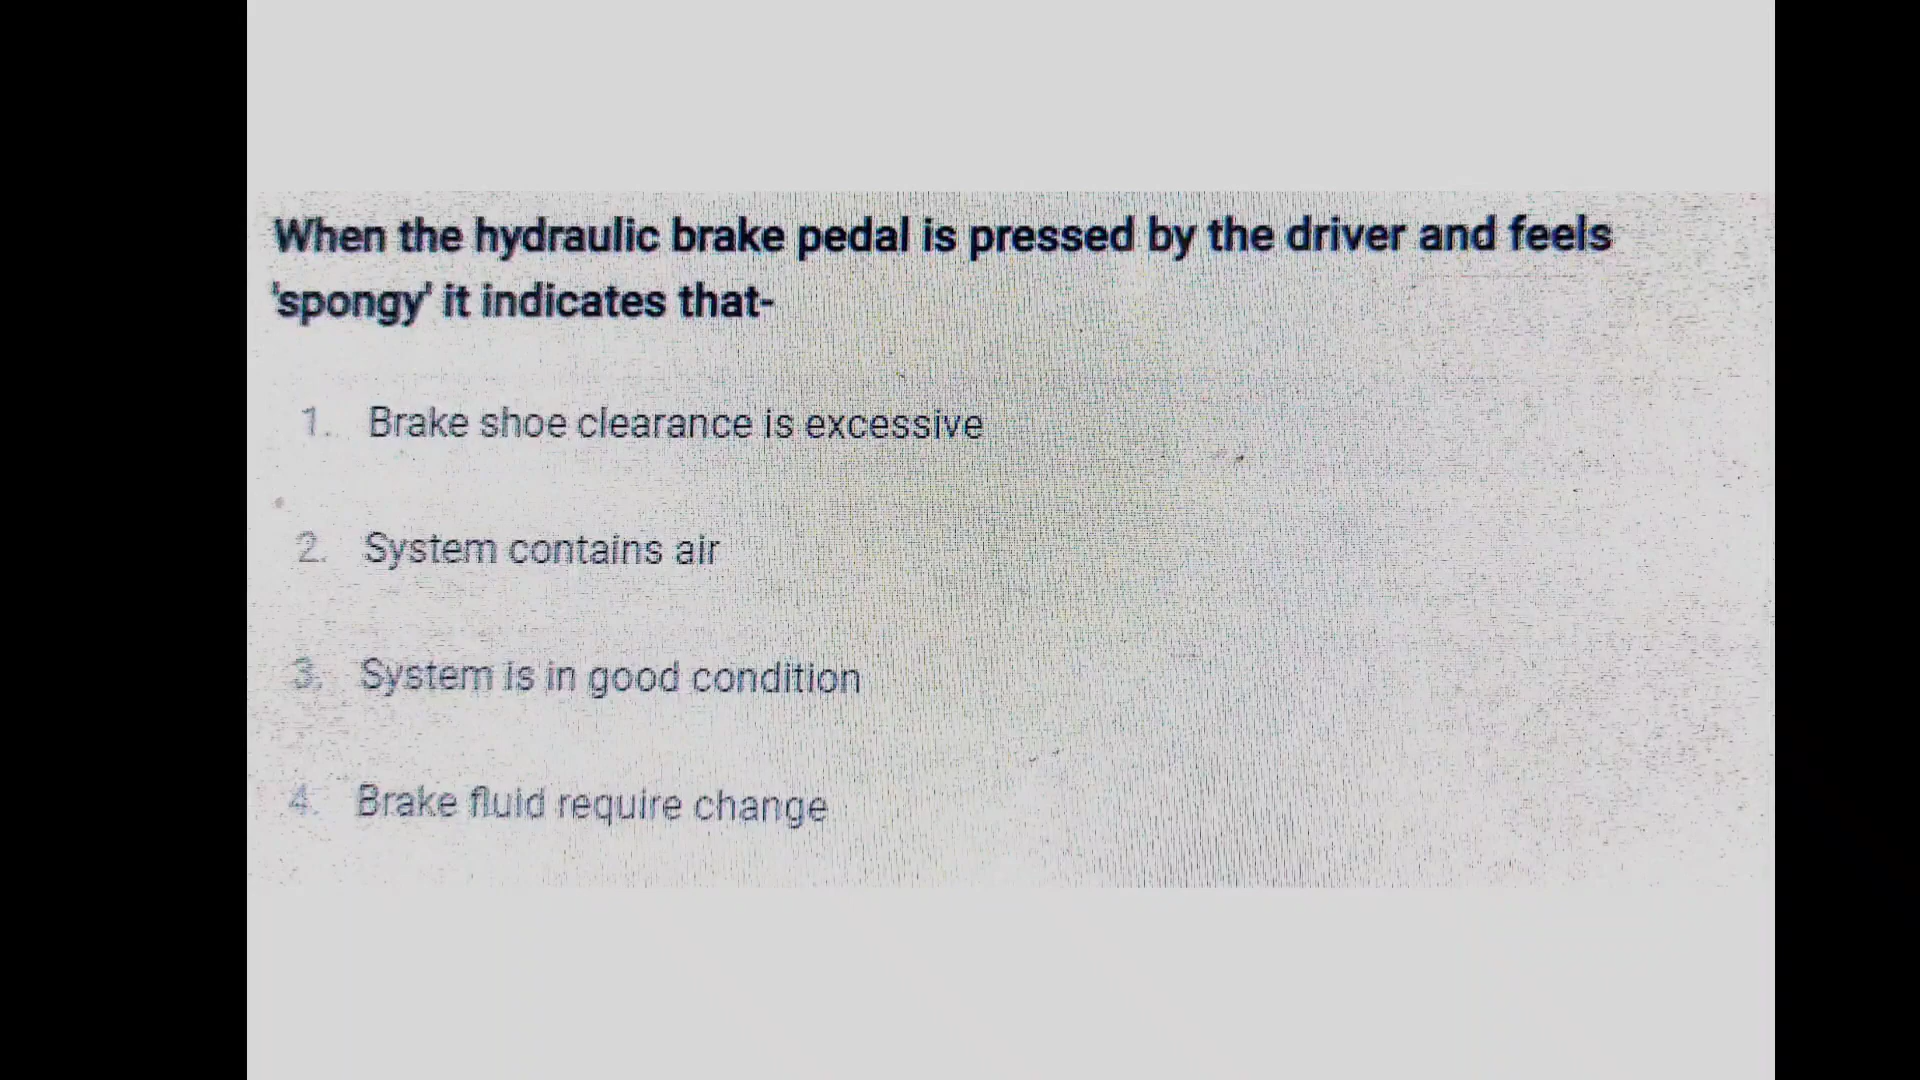 When the hydraulic brake pedal is pressed by the driver and feels
'spongy' it indicates that-
1. Brake shoe clearance is excessive
2. System contains air
3. System is in good condition
4. Brake fluid require change